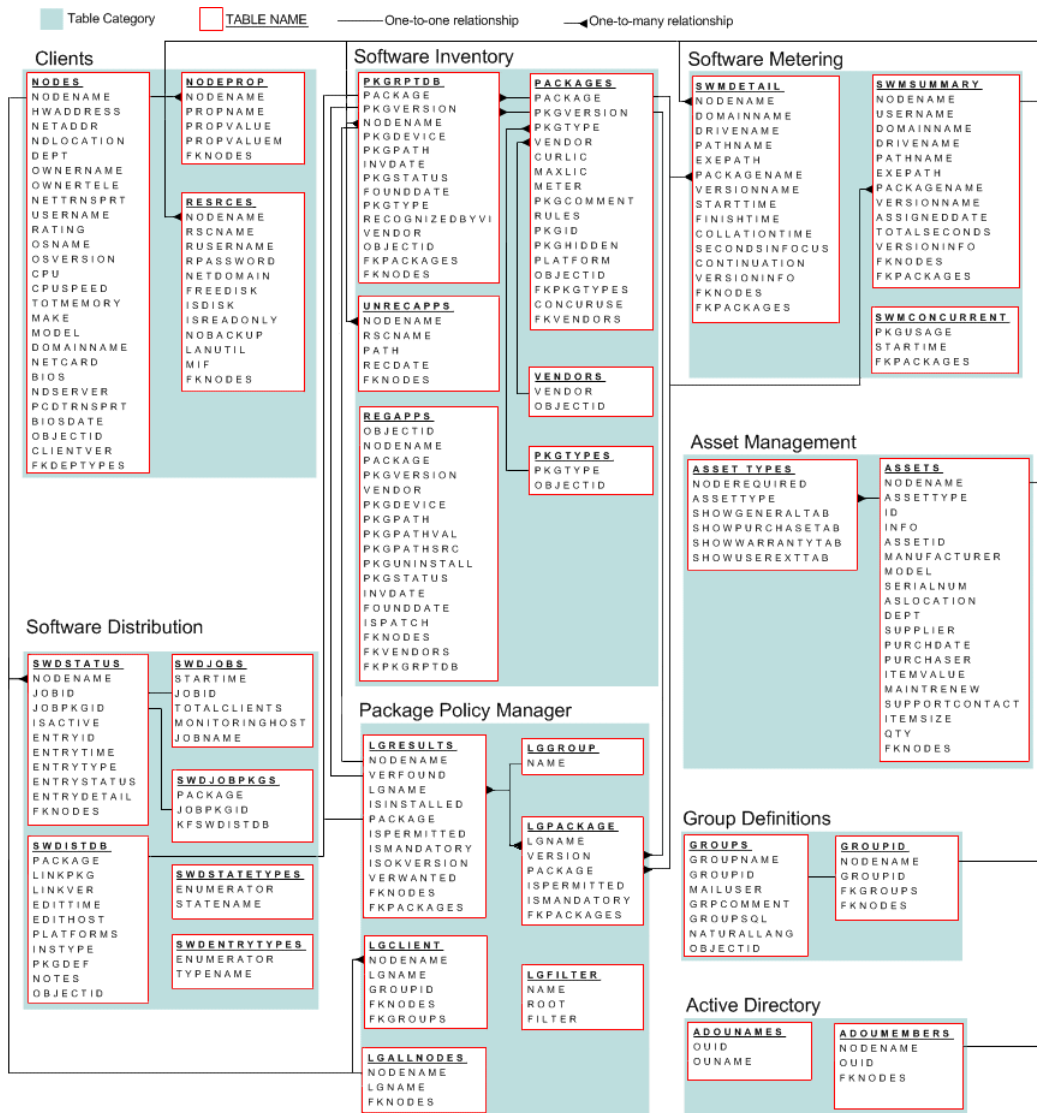 Table Category
TABLE NAME
One-to-one relationship
One-to-many relationship
Clients
NODES
NODENAME
HWADDRESS
NETADDR
NDLOCATION
DEPT
OWNERNAME
OWNERTELE
NETTRNSPRT
USERNAME
RATING
OSNAME
OSVERSION
CPU
CPUSPEED
TOTMEMORY
MAKE
MODEL
DOMAINNAME
NETCARD
BIOS
NDSERVER
PCDTRNSPRT
BIOSDATE
OBJECTID
CLIENTVER
FKDEPTYPES
NODEPROP
NODENAME
PROPNAME
PROPVALUE
PROPVALUEM
FKNODES
RESRCES
NODENAME
RSCNAME
RUSERNAME
RPASSWORD
NETDOMAIN
FREEDISK
ISDISK
ISREADONLY
NOBACKUP
LANUTIL
MIF
FKNODES
Software Inventory
PKGRPTDB
PACKAGE
PKGVERSION
NODENAME
PKGDEVICE
PKGPATH
INVDATE
PKGSTATUS
FOUNDDATE
PKGTYPE
RECOGNIZEDBYVI
VENDOR
OBJECTID
FKPACKAGES
FKNODES
UNRECAPPS
NODENAME
RSCNAME
PATH
RECDATE
FKNODES
REGAPPS
OBJECTID
NODENAME
PACKAGE
PKGVERSION
VENDOR
PKGDEVICE
PKGPATH
PKGPATHVAL
PKGPATHSRC
PKGUNINSTALL
PKGSTATUS
INVDATE
FOUNDDATE
ISPATCH
FKNODES
FKVENDORS
FKPKGRPTDB
PACKAGES
PACKAGE
PKGVERSION
PKGTYPE
VENDOR
CURLIC
MAXLIC
METER
PKGCOMMENT
RULES
PKGID
PKGHIDDEN
PLATFORM
OBJECTID
FKPKGTYPES
CONCURUSE
FKVENDORS
VENDORS
VENDOR
OBJECTID
PKGTYPES
PKGTYPE
OBJECTID
Software Metering
SWMDETAIL
NODENAME
DOMAINNAME
DRIVENAME
PATHNAME
EXEPATH
PACKAGENAME
VERSIONNAME
STARTTIME
FINISHTIME
COLLATIONTIME
SECONDSINFOCUS
CONTINUATION
VERSIONINFO
FKNODES
FKPACKAGES
SWMSUMMARY
NODENAME
USERNAME
DOMAINNAME
DRIVENAME
PATHNAME
EXEPATH
PACKAGENAME
VERSIONNAME
ASSIGNEDDATE
TOTALSECONDS
VERSIONINFO
FKNODES
FKPACKAGES
SWMCONCURRENT
PKGUSAGE
STARTIME
FKPACKAGES
Asset Management
ASSET TYPES
NODEREQUIRED
ASSETTYPE
SHOWGENERALTAB
SHOWPURCHASETAB
SHOWWARRANTYTAB
SHOWUSEREXTTAB
ASSETS
NODENAME
ASSETTYPE
ID
INFO
ASSETID
MANUFACTURER
MODEL
SERIALNUM
ASLOCATION
DEPT
SUPPLIER
PURCHDATE
PURCHASER
ITEMVALUE
MAINTRENEW
SUPPORTCONTACT
ITEMSIZE
QTY
FKNODES
Software Distribution
SWDSTATUS
NODENAME
JOBID
JOBPKGID
ISACTIVE
ENTRYID
ENTRYTIME
ENTRYTYPE
ENTRYSTATUS
ENTRYDETAIL
FKNODES
SWDISTDB
PACKAGE
LINKPKG
LINKVER
EDITTIME
EDITHOST
PLATFORMS
INSTYPE
PKGDEF
NOTES
OBJECTID
SWDJOBS
STARTIME
JOBID
TOTALCLIENTS
MONITORINGHOST
JOBNAME
SWDJOBPKGS
PACKAGE
JOBPKGID
KFSWDISTDB
SWDSTATETYPES
ENUMERATOR
STATENAME
SWDENTRYTYPES
ENUMERATOR
TYPENAME
Package Policy Manager
LGRESULTS
NODENAME
VERFOUND
LGNAME
ISINSTALLED
PACKAGE
ISPERMITTED
ISMANDATORY
ISOKVERSION
VERWANTED
FKNODES
FKPACKAGES
LGCLIENT
NODENAME
LGNAME
GROUPID
FKNODES
FKGROUPS
LGALLNODES
NODENAME
LGNAME
FKNODES
LGGROUP
NAME
LGPACKAGE
LGNAME
VERSION
PACKAGE
ISPERMITTED
ISMANDATORY
FKPACKAGES
LGFILTER
NAME
ROOT
FILTER
Group Definitions
GROUPS
GROUPNAME
GROUPID
MAILUSER
GRPCOMMENT
GROUPSQL
NATURALLANG
OBJECTID
GROUPID
NODENAME
GROUPID
FKGROUPS
FKNODES
Active Directory
ADOUNAMES
OUID
OUNAME
ADOUMEMBERS
NODENAME
OUID
FKNODES